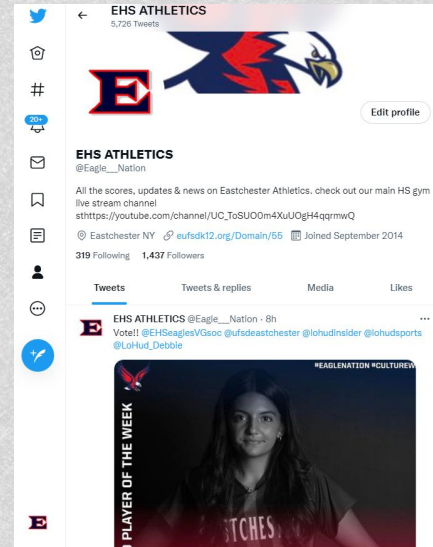 EHS ATHLETICS
5,726 Tweets
E
Edit profile
20+
EHS ATHLETICS
@Eagle__Nation
All the scores, updates & news on Eastchester Athletics. check out our main HS gym
live stream channel
sthttps://youtube.com/channel/UC_ToSUO0m4XuUOgH4qqrmwQ
Eastchester NY eufsdk12.org/Domain/55 Joined September 2014
319 Following 1,437 Followers
Tweets Tweets & replies Media Likes
E
EHS ATHLETICS @Eagle__Nation · 8h
Vote!! @EHSeaglesVGsoc @ufsdeastchester @lohudinsider @lohudsports
@LoHud_Debbie
#EAGLENATION #CULTUREW
PLAYER OF THE WEEK
TCHES
E